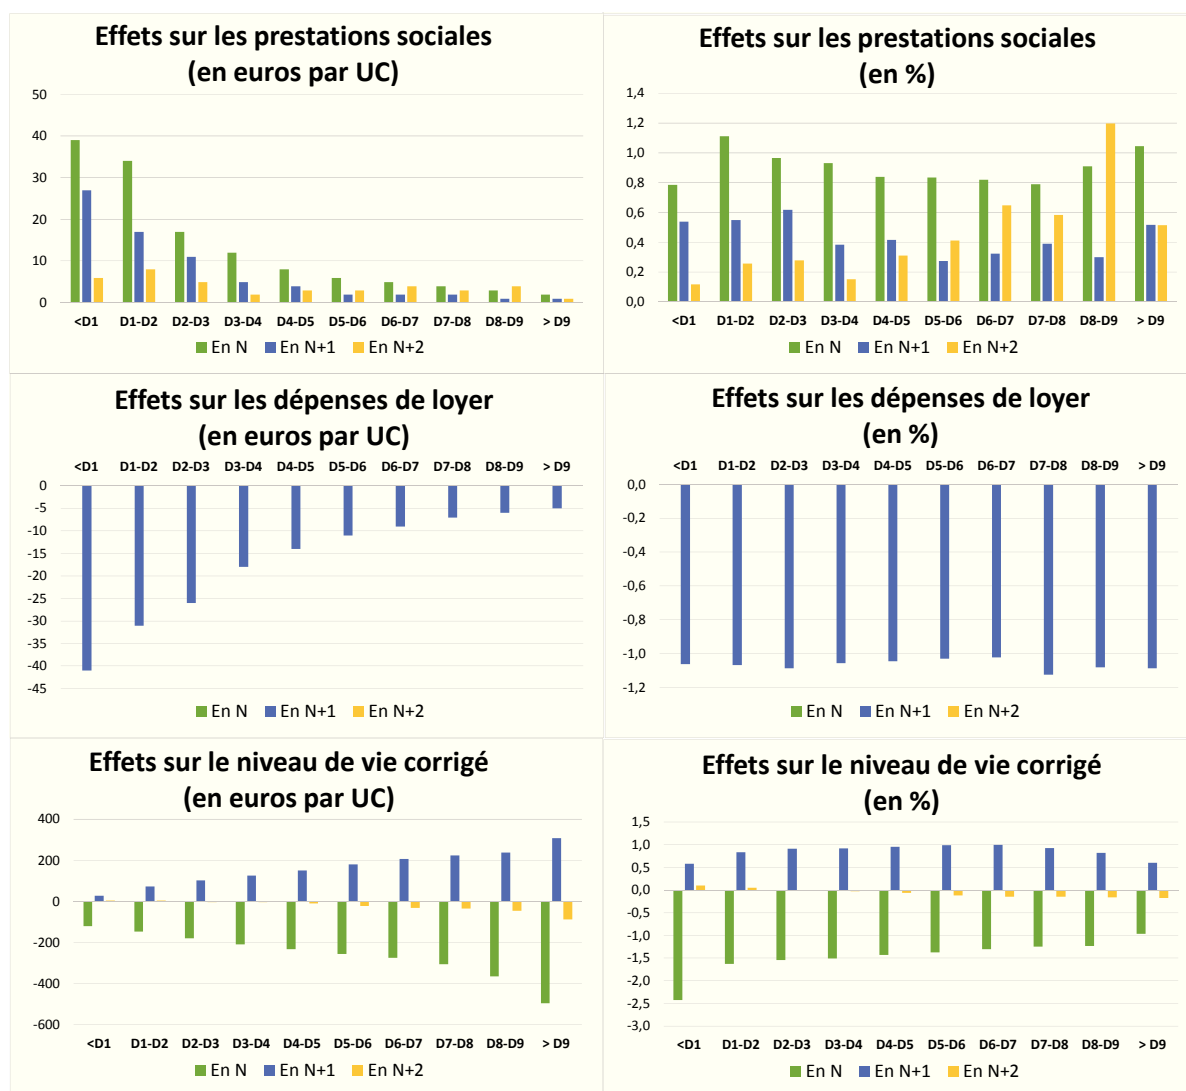 Effets sur les prestations sociales
(en euros par UC)
50
40
30
20
10
0
<D1 D1-D2 D2-D3 D3-D4 D4-D5 D5-D6 D6-D7 D7-D8 D8-D9 > D9
En N En N+1 En N+2
Effets sur les prestations sociales
(en %)
1,4
1,2
1,0
0,8
0,6
0,4
0,2
0,0
<D1 D1-D2 D2-D3 D3-D4 D4-D5 D5-D6 D6-D7 D7-D8 D8-D9 > D9
En N En N+1 En N+2
Effets sur les dépenses de loyer
(en euros par UC)
<D1 D1-D2 D2-D3 D3-D4 D4-D5 D5-D6 D6-D7 D7-D8 D8-D9 > D9
0
-5
-10
-15
-20
-25
-30
-35
-40
-45
En N En N+1 En N+2
Effets sur les dépenses de loyer
(en %)
<D1 D1-D2 D2-D3 D3-D4 D4-D5 D5-D6 D6-D7 D7-D8 D8-D9 > D9
0,0
-0,2
-0,4
-0,6
-0,8
-1,0
-1,2
En N En N+1 En N+2
Effets sur le niveau de vie corrigé
(en euros par UC)
400
200
0
-200
-400
-600
<D1 D1-D2 D2-D3 D3-D4 D4-D5 D5-D6 D6-D7 D7-D8 D8-D9 > D9
En N En N+1 En N+2
Effets sur le niveau de vie corrigé
(en %)
1,5
1,0
0,5
0,0
-0,5
-1,0
-1,5
-2,0
-2,5
-3,0
<D1 D1-D2 D2-D3 D3-D4 D4-D5 D5-D6 D6-D7 D7-D8 D8-D9 > D9
En N En N+1 En N+2